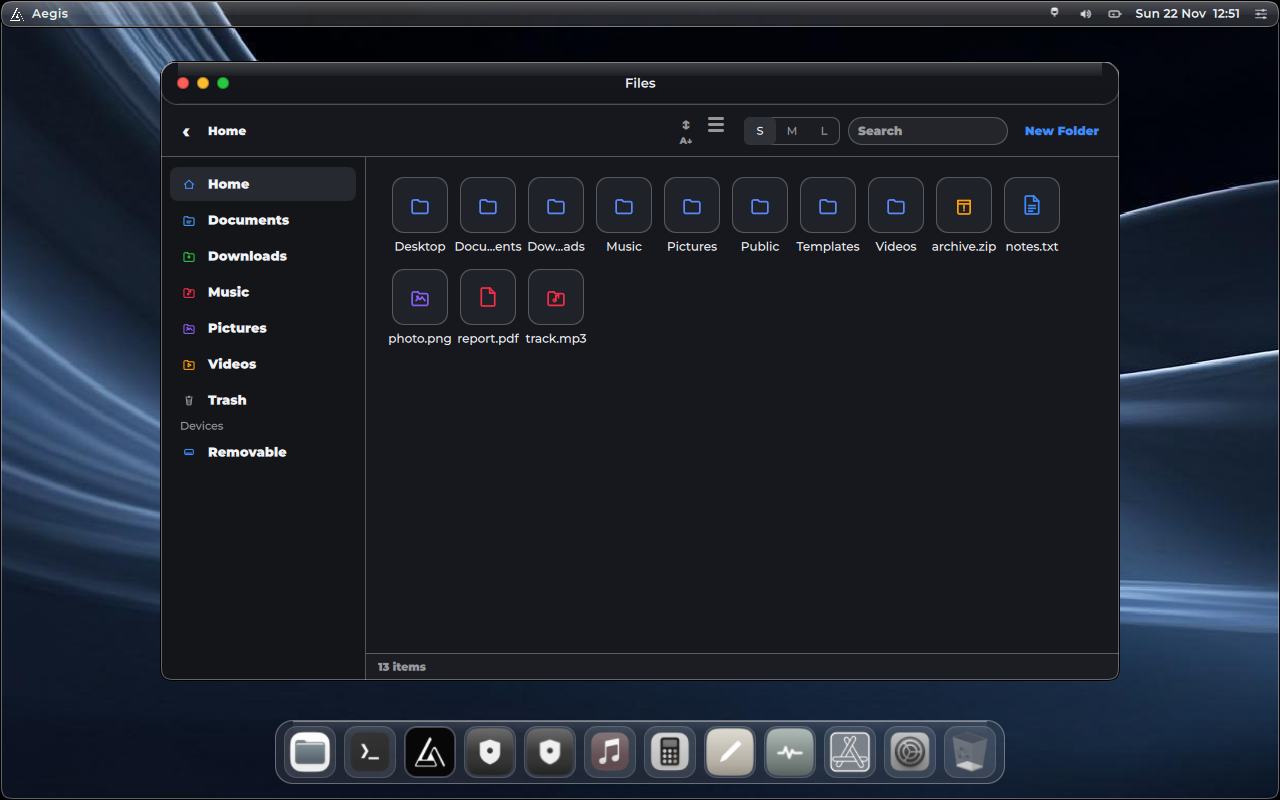 Aegis
Sun 22 Nov 12:51
Files
Home
A+
S M L
Search
New Folder
Home
Documents
Downloads
Music
Pictures
Videos
Trash
Devices
Removable
Desktop Docu...ents Dow...ads Music Pictures Public Templates Videos archive.zip notes.txt
photo.png report.pdf track.mp3
13 items